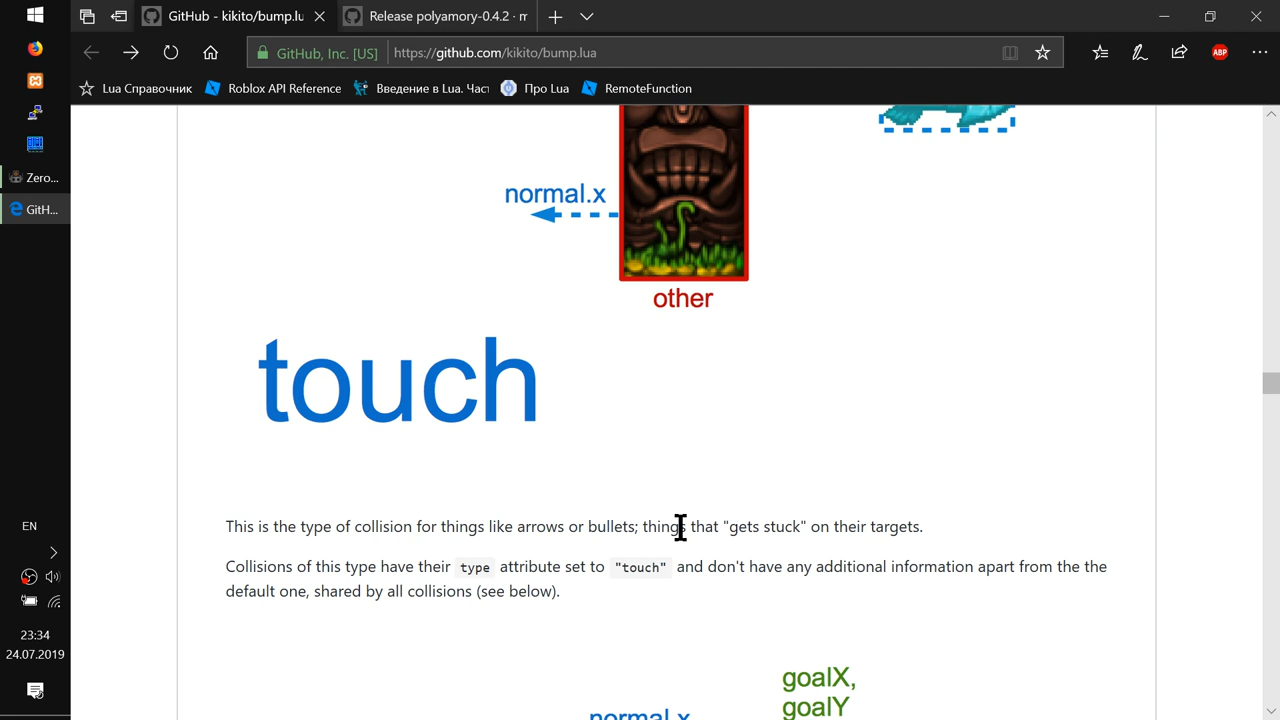 GitHub - kikito/bump.lu
Release polyamory-0.4.2 · m
GitHub, Inc. [US]
https://github.com/kikito/bump.lua
ABP
Lua Справочник
Roblox API Reference
Введение в Lua. Част
Про Lua
RemoteFunction
Zero...
GitH...
normal.x
other
touch
This is the type of collision for things like arrows or bullets; things that "gets stuck" on their targets.
Collisions of this type have their type attribute set to "touch" and don't have any additional information apart from the the
default one, shared by all collisions (see below).
goalX,
goalY
normal.x
EN
23:34
24.07.2019